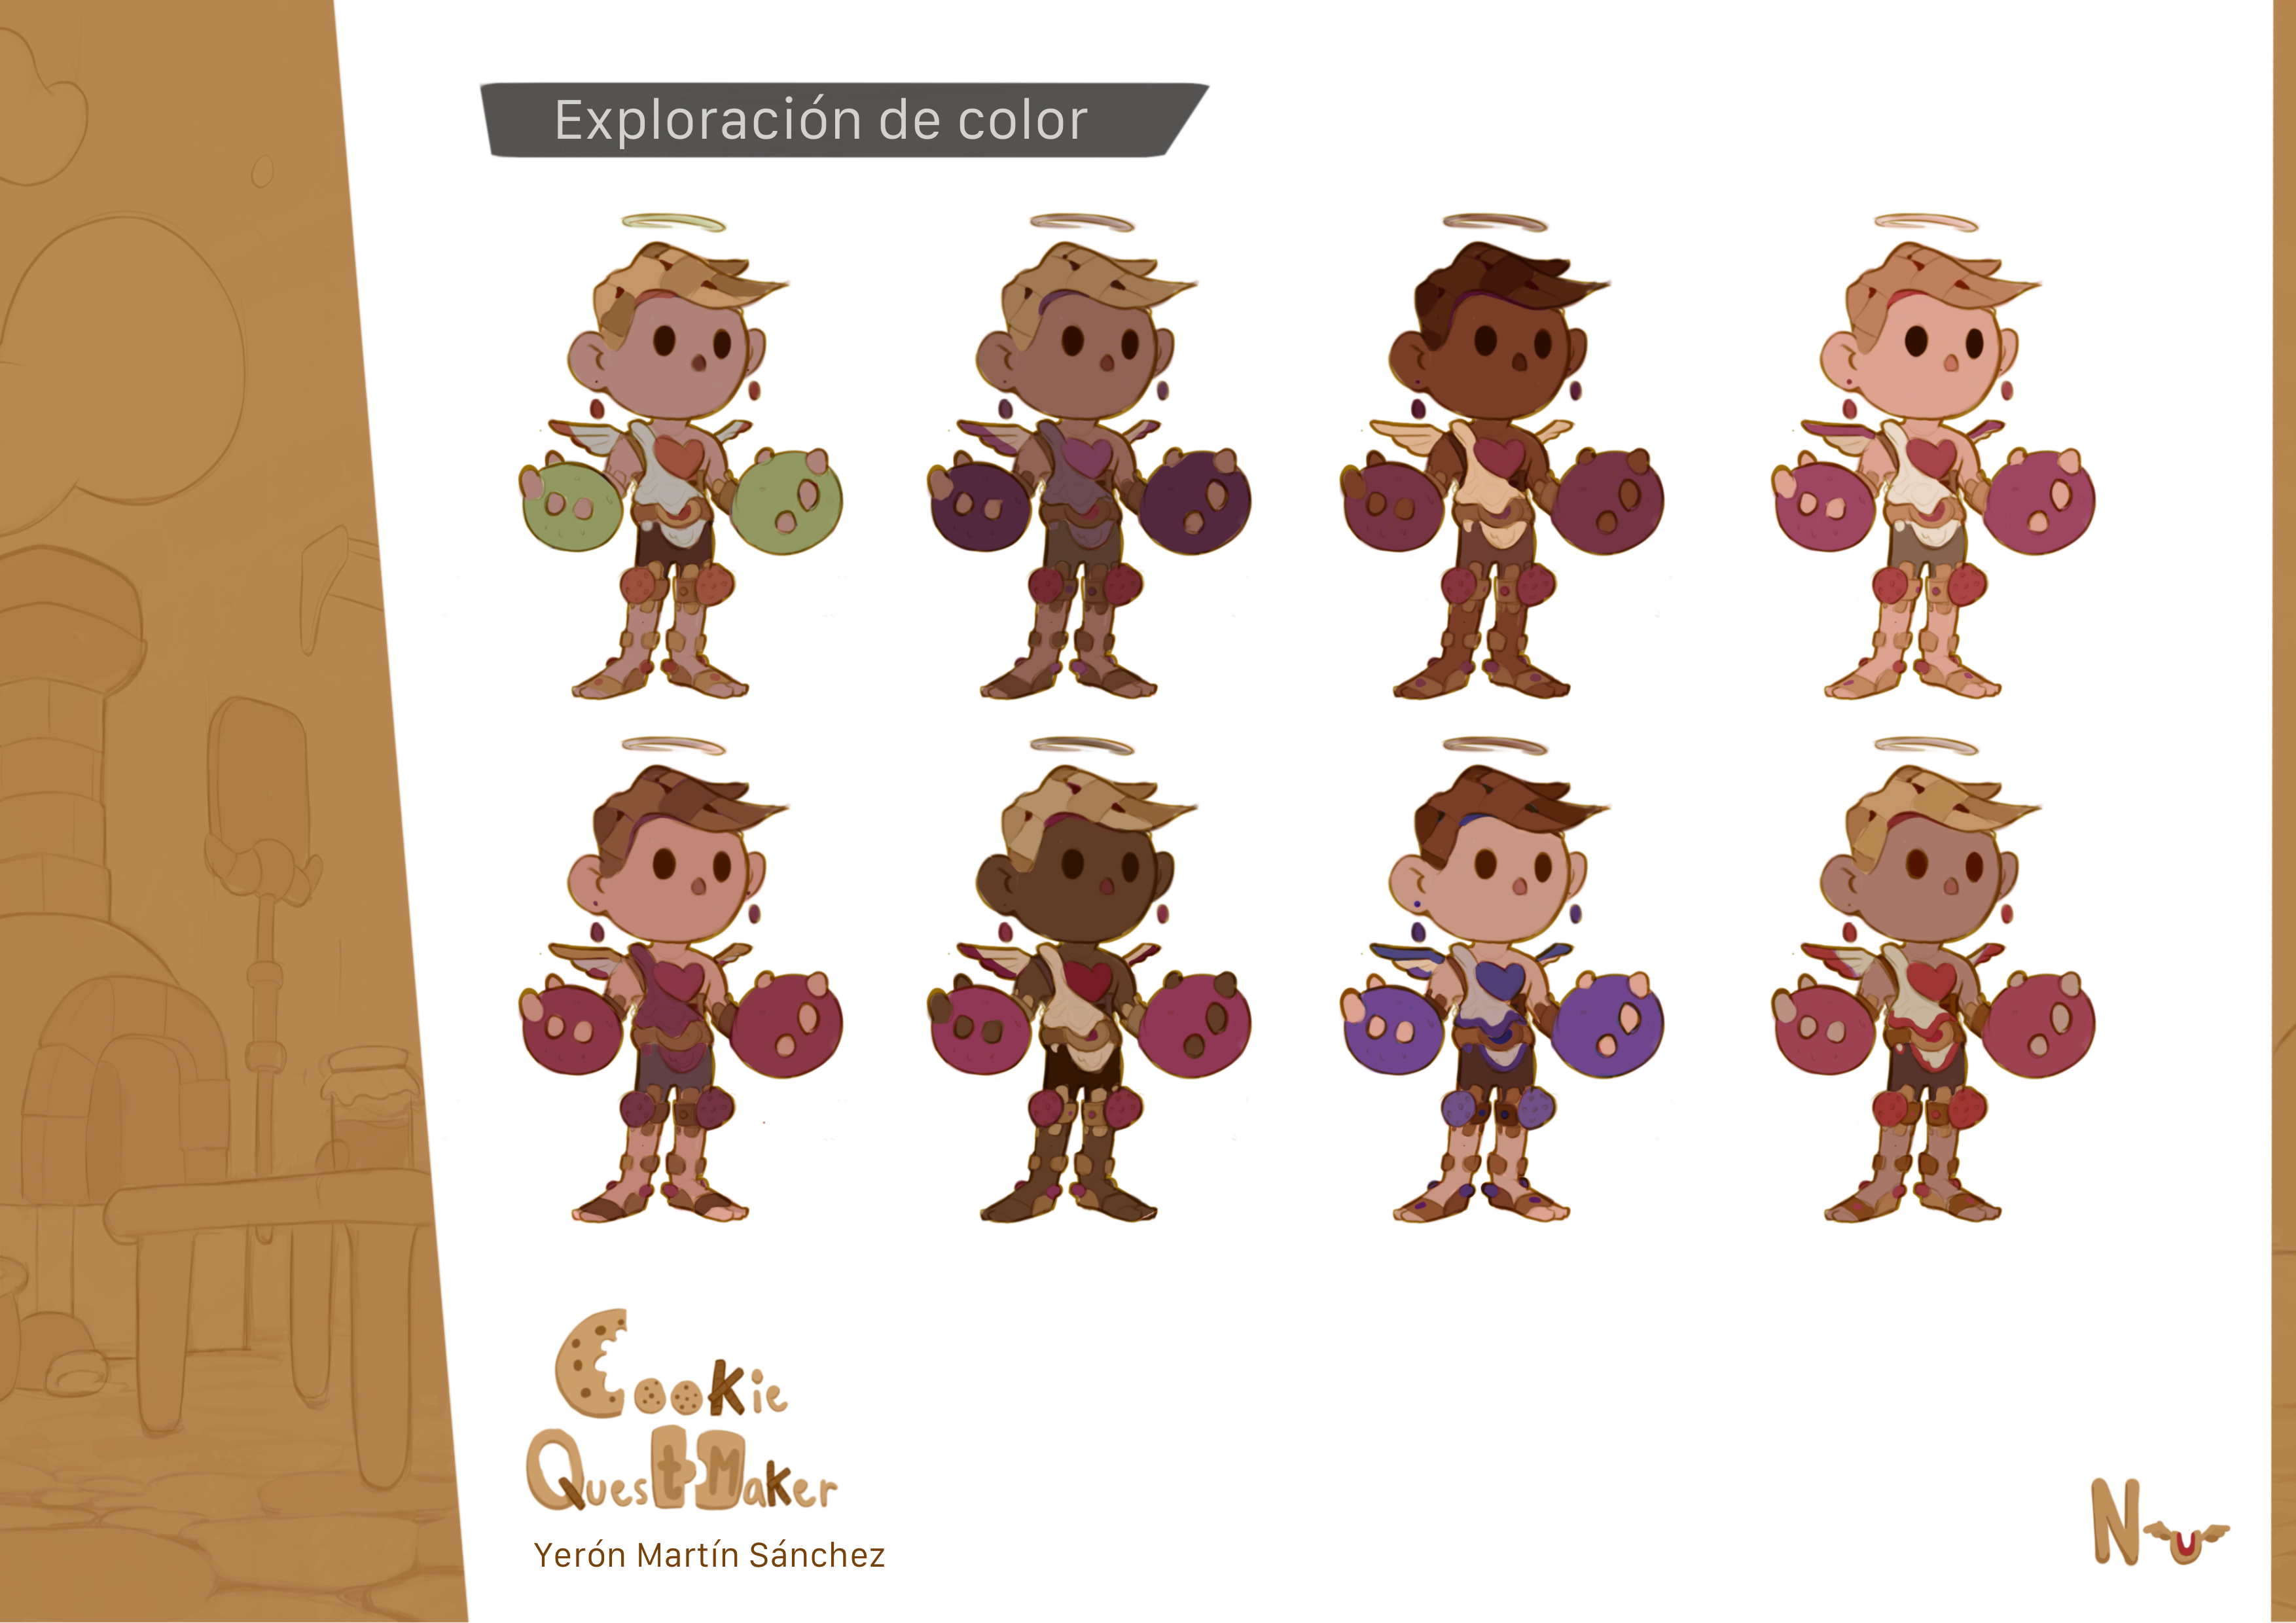 Exploración de color
Cookie
QuestMaker
Yerón Martín Sánchez
N